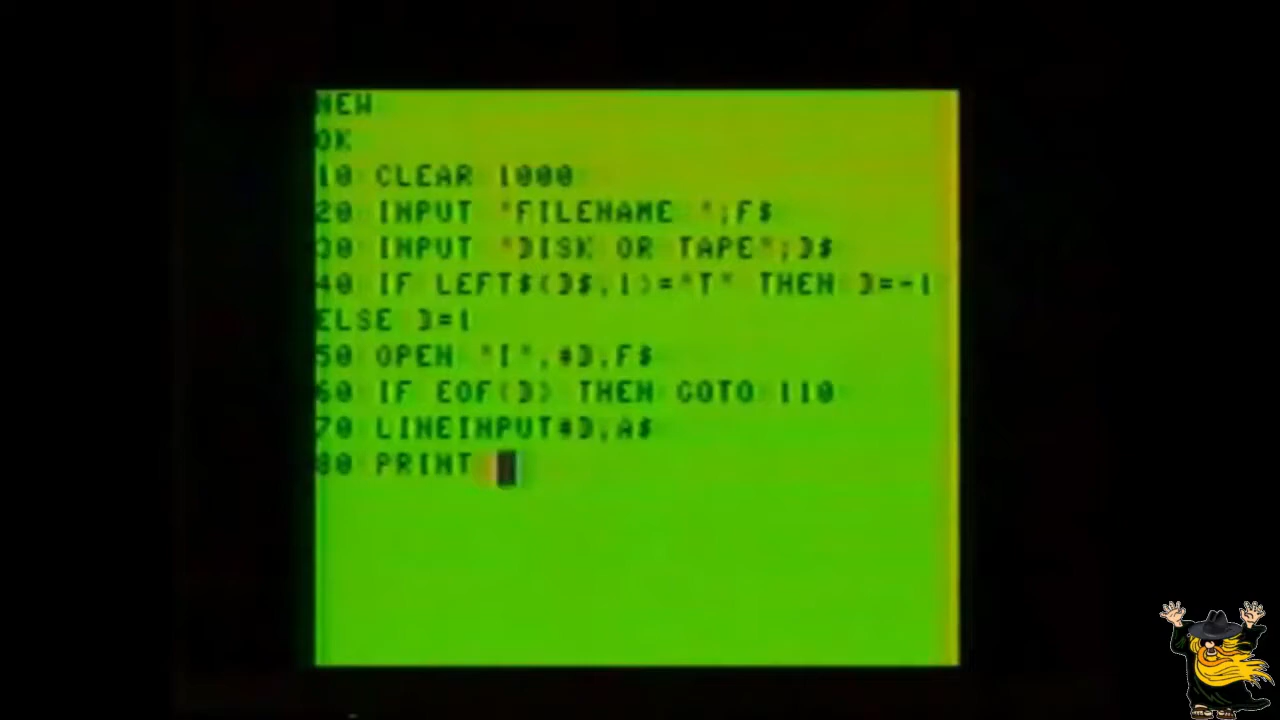 NEW
OK
10 CLEAR 1000
20 INPUT "FILENAME ";F$
30 INPUT "DISK OR TAPE";D$
40 IF LEFT$(D$,1)="T" THEN D=-1
ELSE D=1
50 OPEN "I",#D,F$
60 IF EOF(D) THEN GOTO 110
70 LINEINPUT#D,A$
80 PRINT